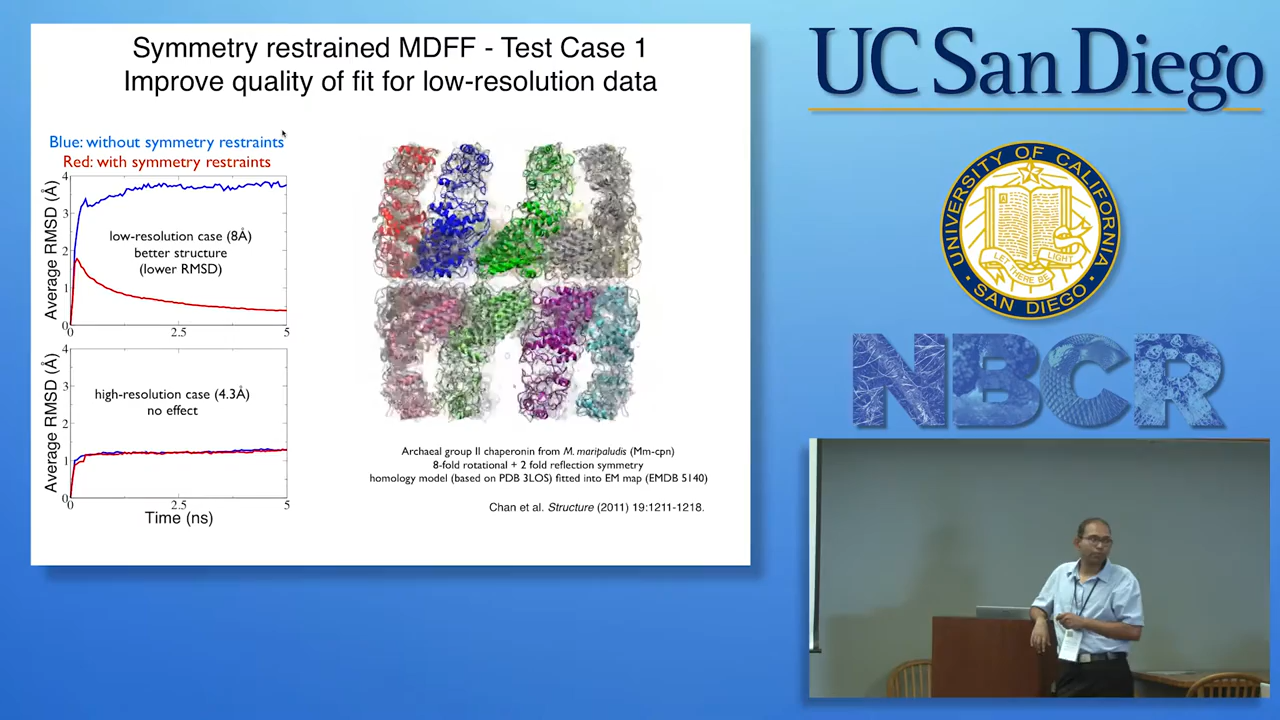 Symmetry restrained MDFF - Test Case 1
Improve quality of fit for low-resolution data
Blue: without symmetry restraints
Red: with symmetry restraints
Average RMSD (Å)
4
3
2
1
0
low-resolution case (8Å)
better structure
(lower RMSD)
0
2.5
5
Average RMSD (Å)
4
3
2
1
0
high-resolution case (4.3Å)
no effect
0
2.5
5
Time (ns)
Archaeal group II chaperonin from M. maripaludis (Mm-cpn)
8-fold rotational + 2 fold reflection symmetry
homology model (based on PDB 3LOS) fitted into EM map (EMDB 5140)
Chan et al. Structure (2011) 19:1211-1218.
UC San Diego
UNIVERSITY OF CALIFORNIA
LET THERE BE LIGHT
SAN DIEGO
NBCR